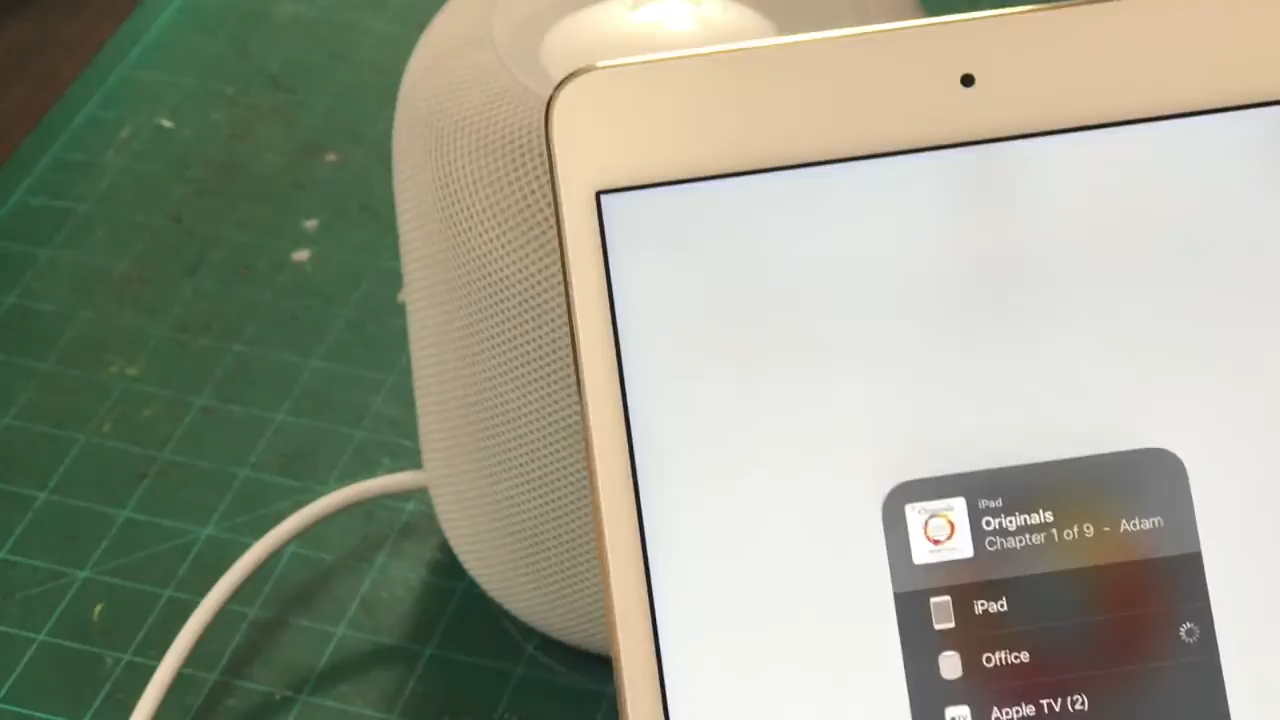 iPad
Originals
Chapter 1 of 9 - Adam
iPad
Office
Apple TV (2)